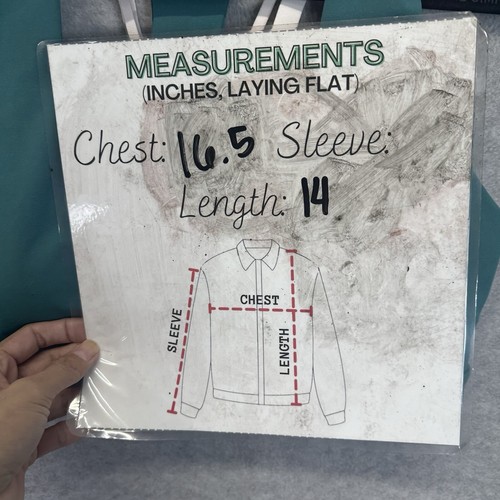 MEASUREMENTS
(INCHES, LAYING FLAT)
Chest: 16.5 Sleeve:
Length: 14
CHEST
SLEEVE
LENGTH